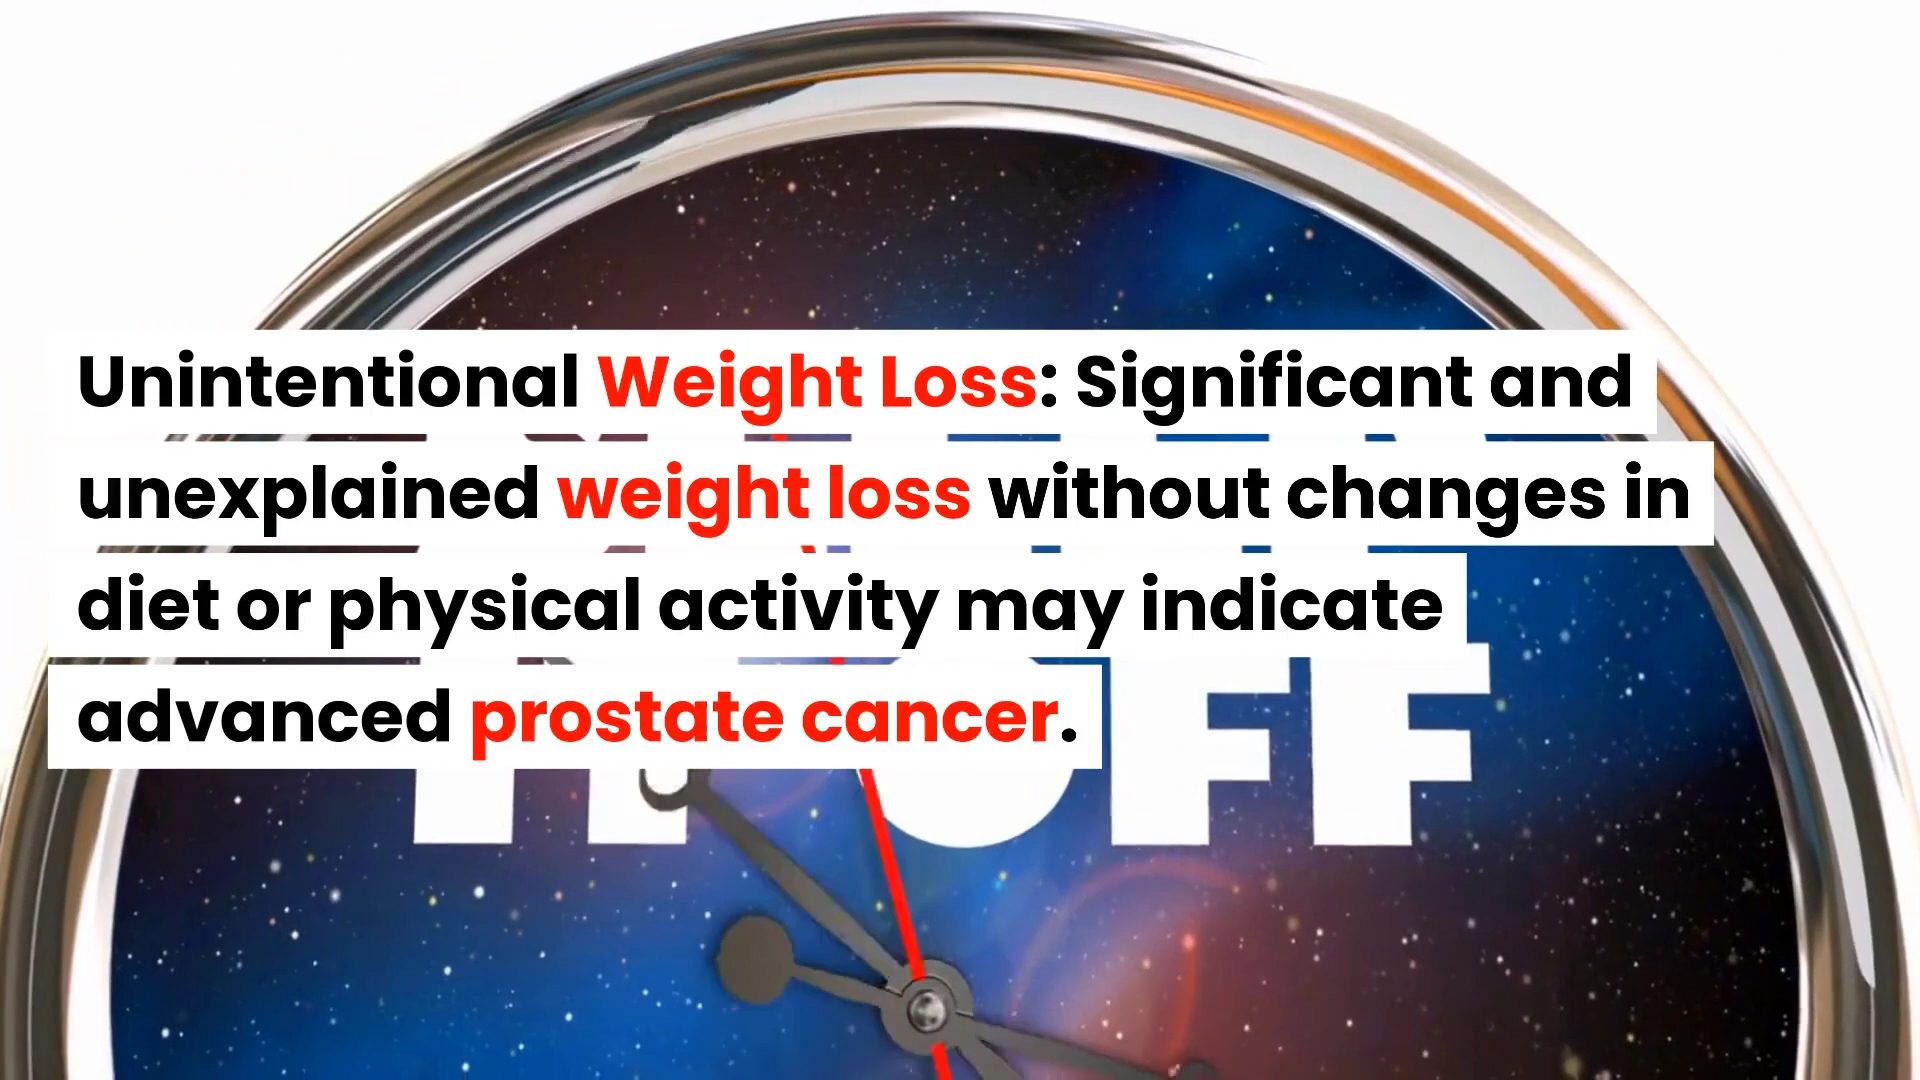 Unintentional Weight Loss: Significant and
unexplained weight loss without changes in
diet or physical activity may indicate
advanced prostate cancer.
OFF